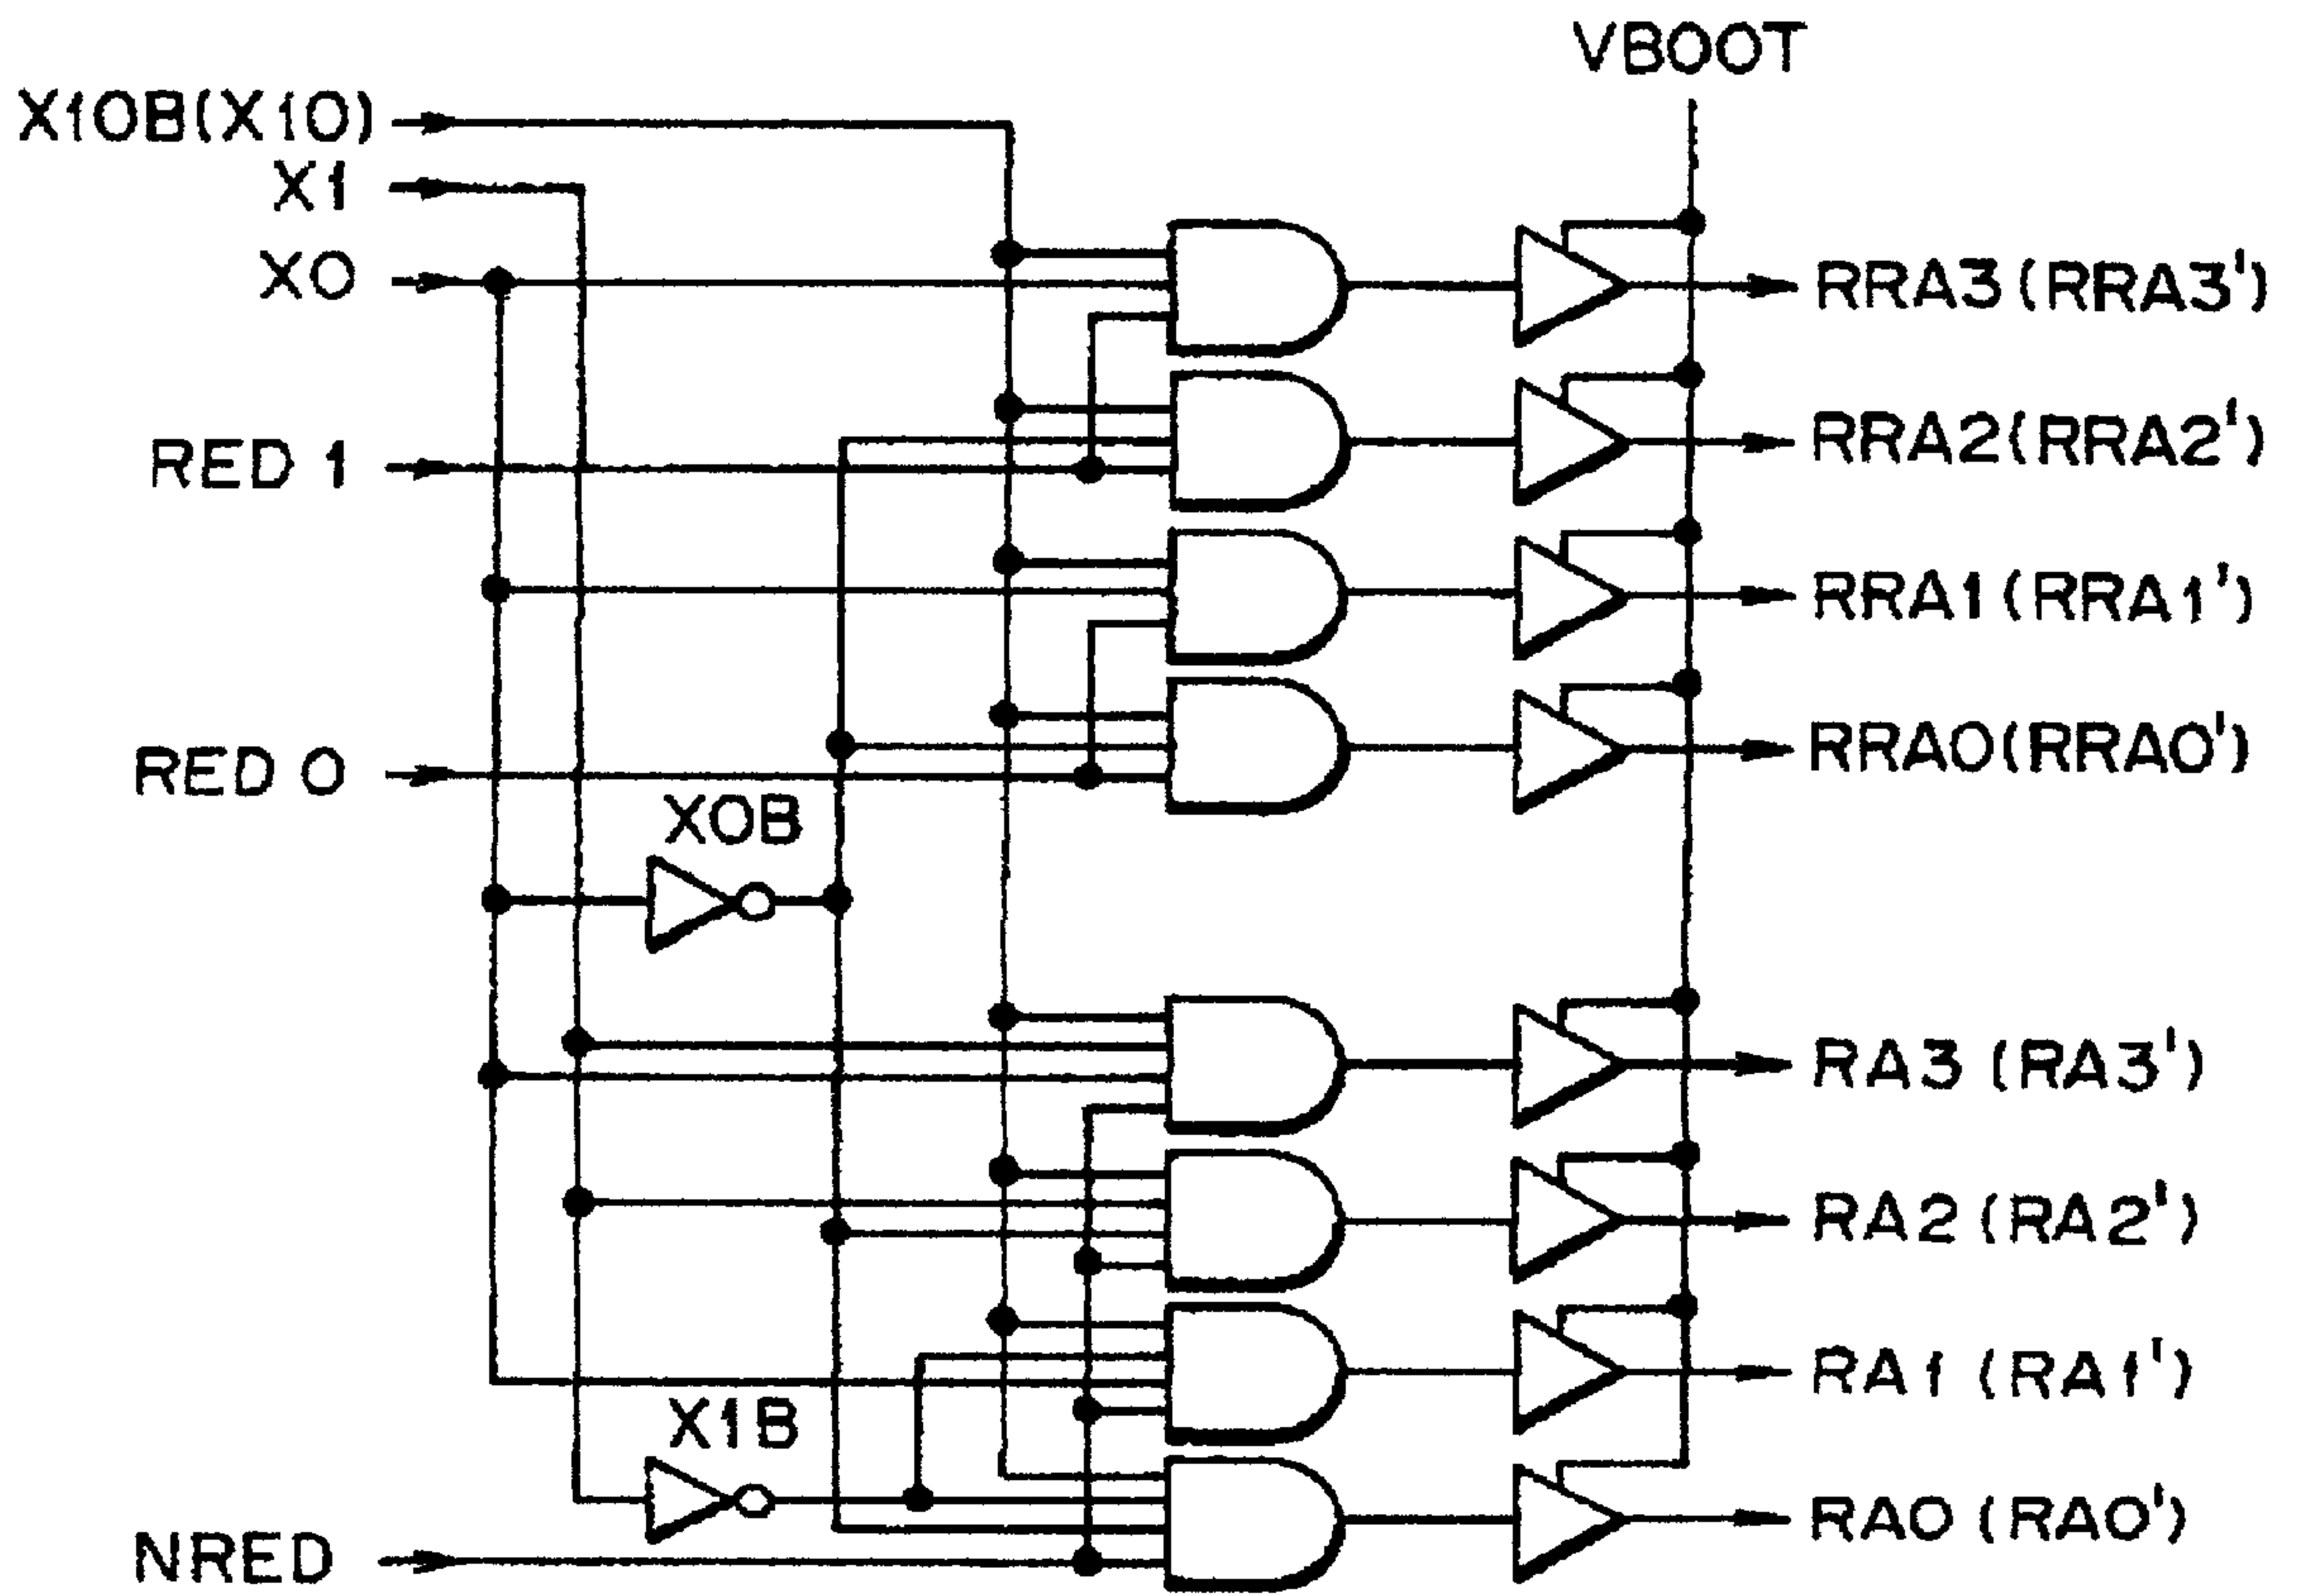 VBOOT
X10B(X10)
X1
X0
RRA3(RRA3')
RED 1
RRA2(RRA2')
RRA1(RRA1')
RED 0
RRA0(RRA0')
X0B
RA3 (RA3')
RA2 (RA2')
RA1 (RA1')
X1B
RA0 (RA0')
NRED